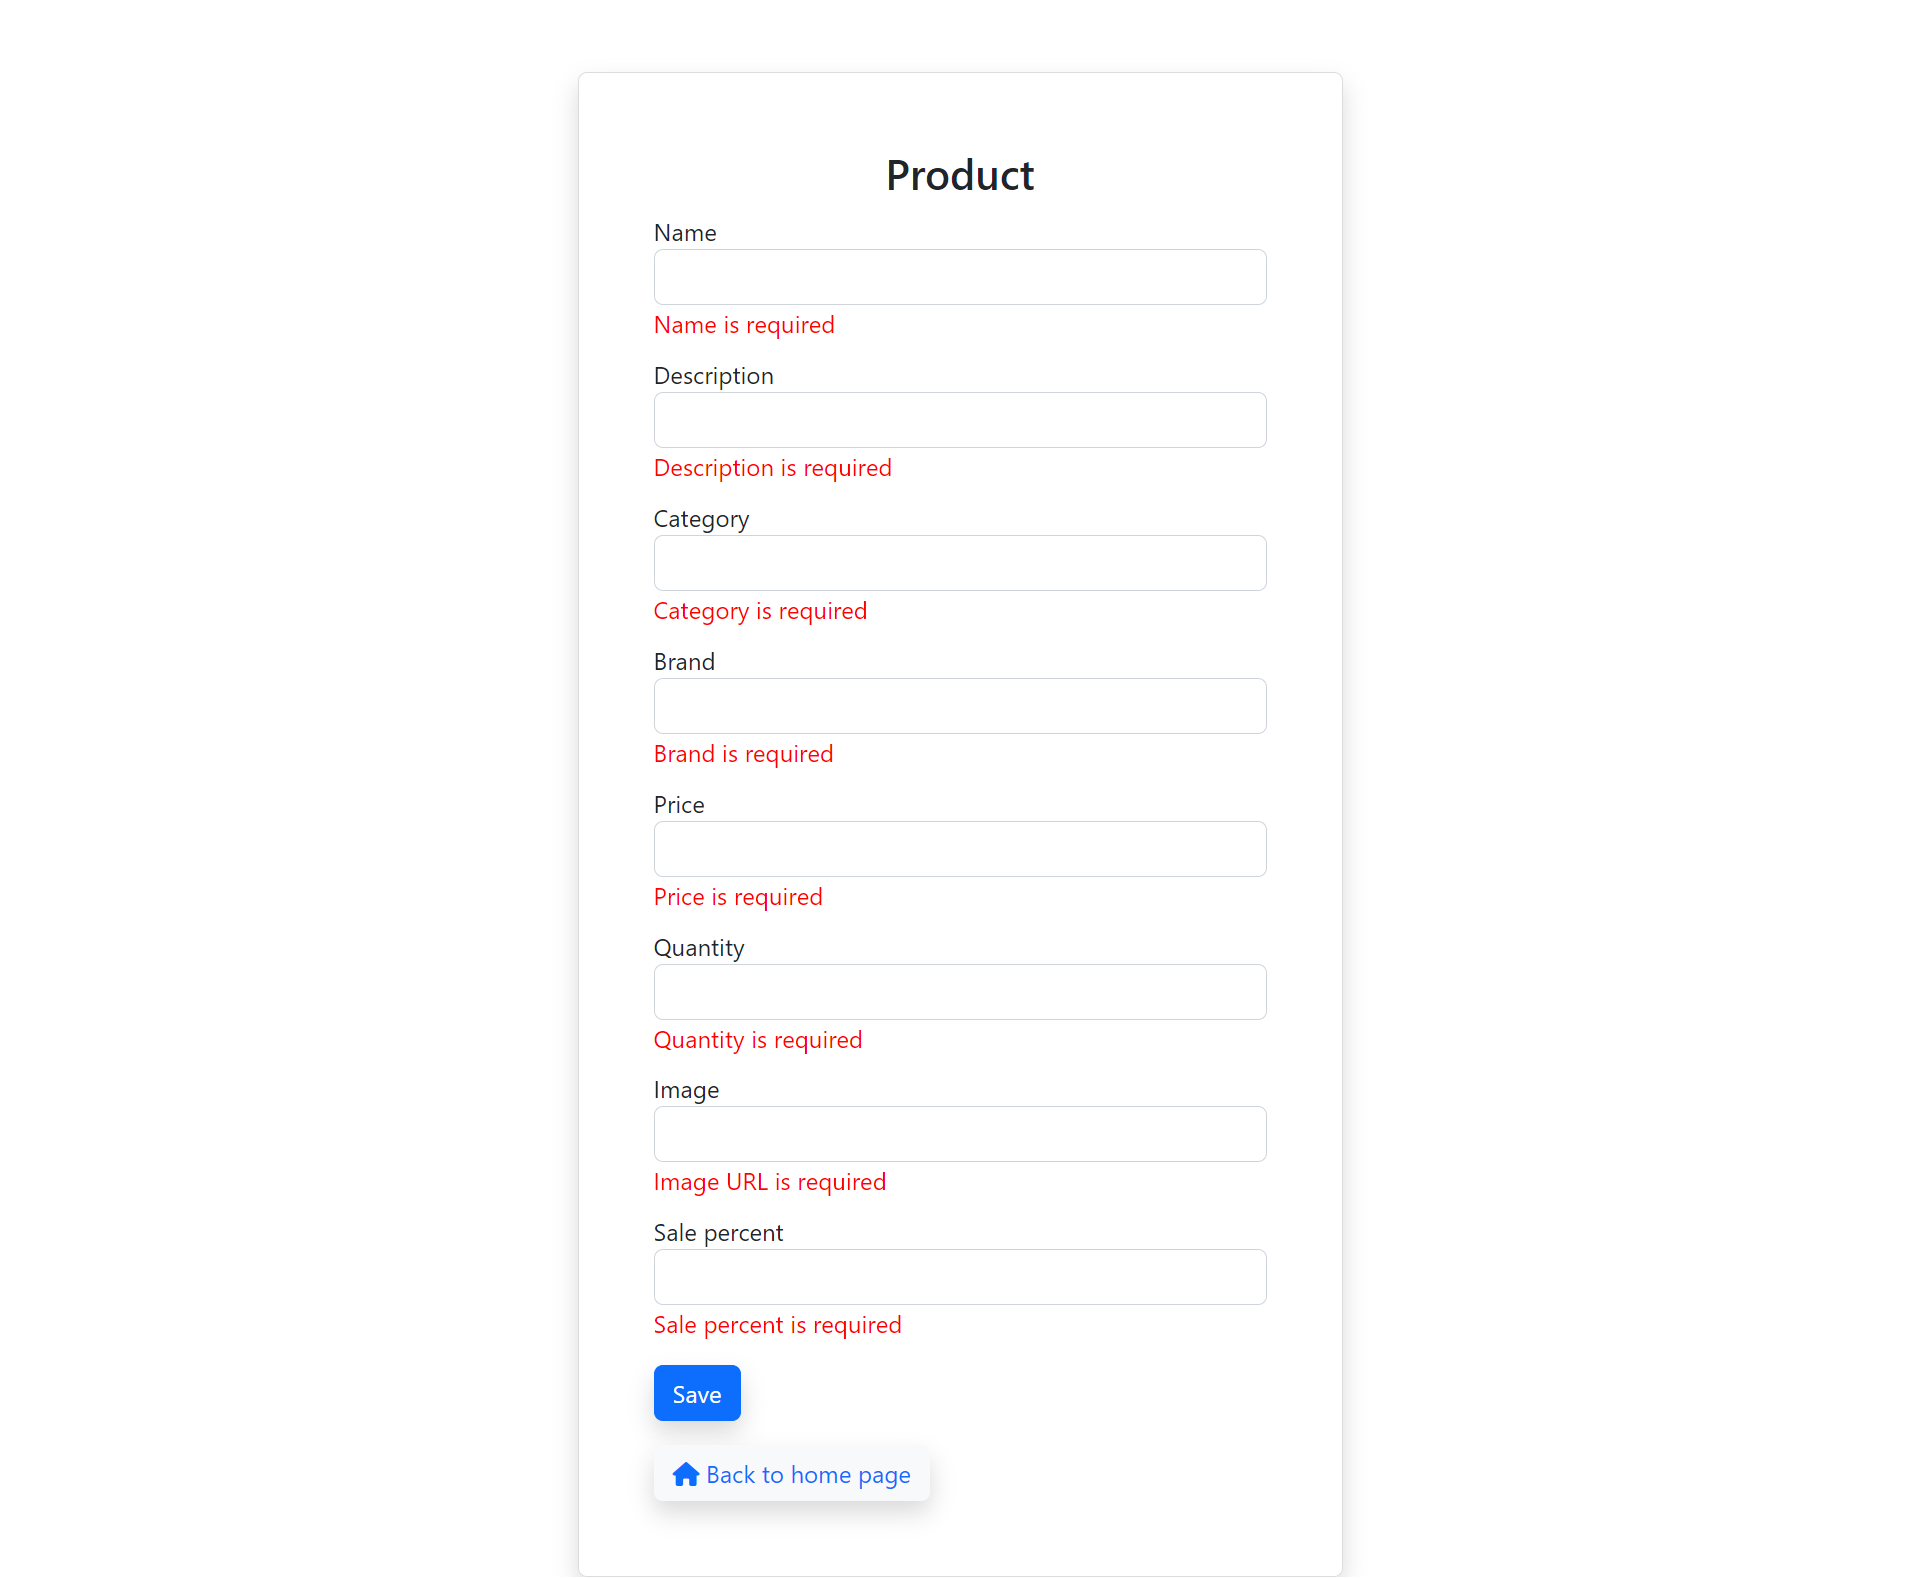 Product
Name
Name is required
Description
Description is required
Category
Category is required
Brand
Brand is required
Price
Price is required
Quantity
Quantity is required
Image
Image URL is required
Sale percent
Sale percent is required
Save
Back to home page